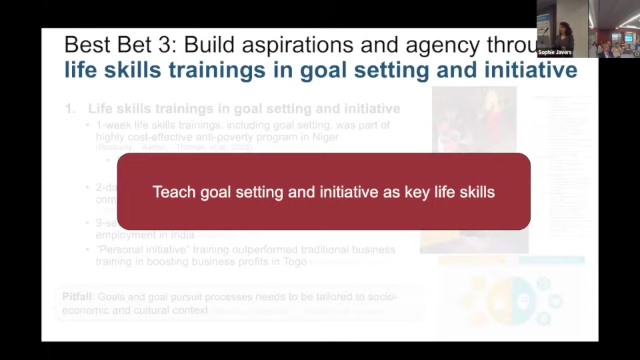 Best Bet 3: Build aspirations and agency throu
life skills trainings in goal setting and initiative
Sophie Javers
1. Life skills trainings in goal setting and initiative
• 1-week life skills trainings, including goal setting, was part of
highly cost-effective anti-poverty program in Niger
Teach goal setting and initiative as key life skills
employment in India
• "Personal initiative" training outperformed traditional business
training in boosting business profits in Togo
Pitfall: Goals and goal pursuit processes needs to be tailored to socio-
economic and cultural context